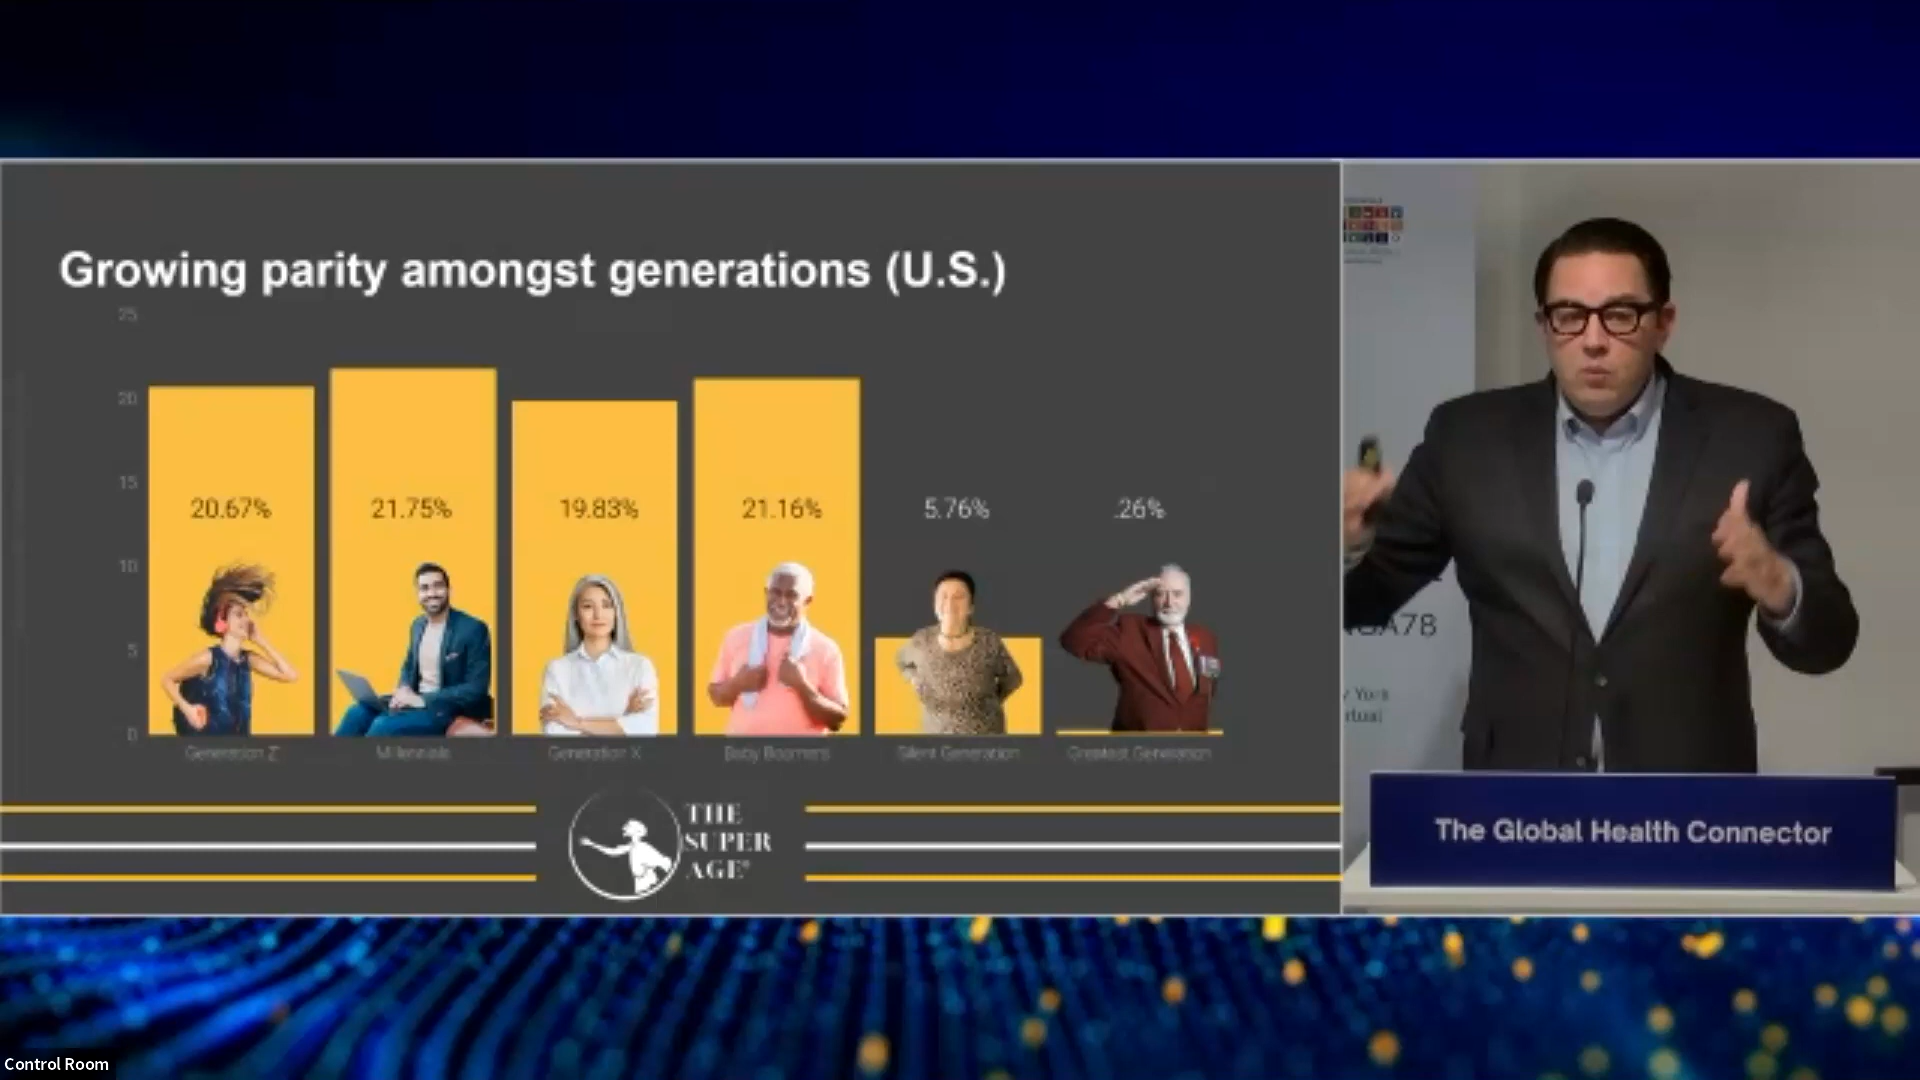 Growing parity amongst generations (U.S.)
25
20
15
10
5
0
20.67%
21.75%
19.83%
21.16%
5.76%
.26%
Generation Z
Millennials
Generation X
Baby Boomers
Silent Generation
Greatest Generation
THE
SUPER
AGE®
A78
York
The Global Health Connector
Control Room